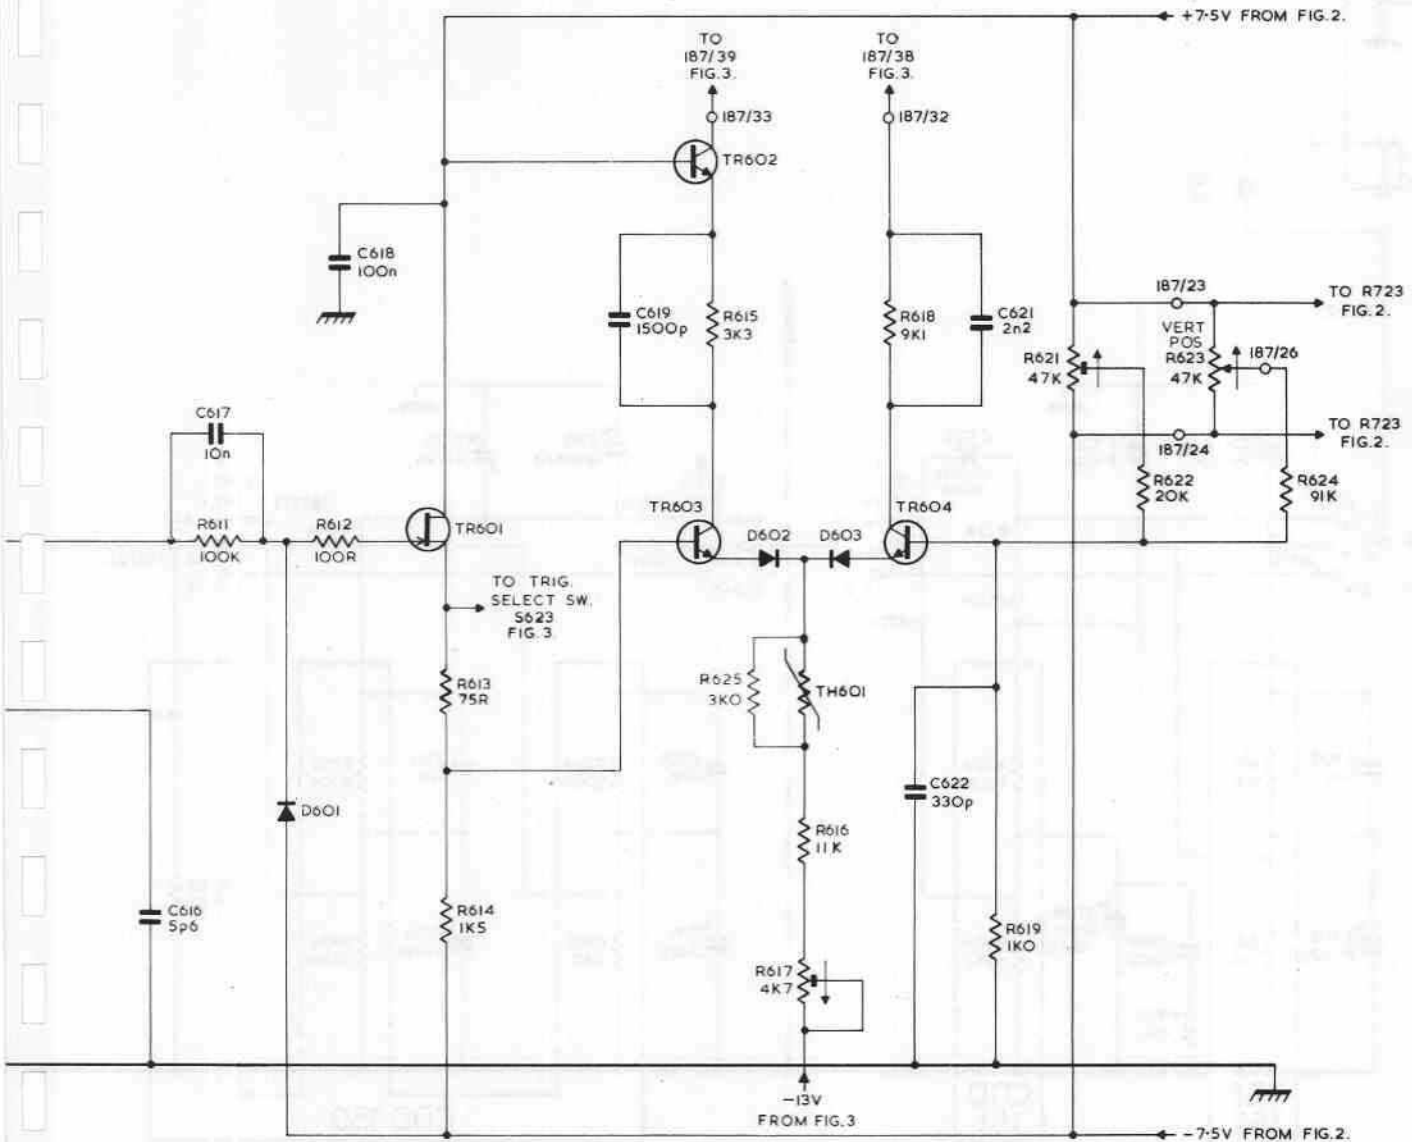 +7·5V FROM FIG.2.
TO
187/39
FIG.3.
TO
187/38
FIG.3.
187/33
187/32
TR602
C618
100n
C619
1500p
R615
3K3
R618
9K1
C621
2n2
187/23
TO R723
FIG.2.
VERT
POS
R621
47K
R623
47K
187/26
TO R723
FIG.2.
187/24
C617
10n
R622
20K
R624
91K
R611
100K
R612
100R
TR601
TR603
TR604
D602
D603
TO TRIG.
SELECT SW.
S623
FIG.3.
R613
75R
R625
3K0
TH601
D601
C622
330p
R616
11K
C616
5p6
R614
1K5
R619
1K0
R617
4K7
-13V
FROM FIG.3
-7·5V FROM FIG.2.